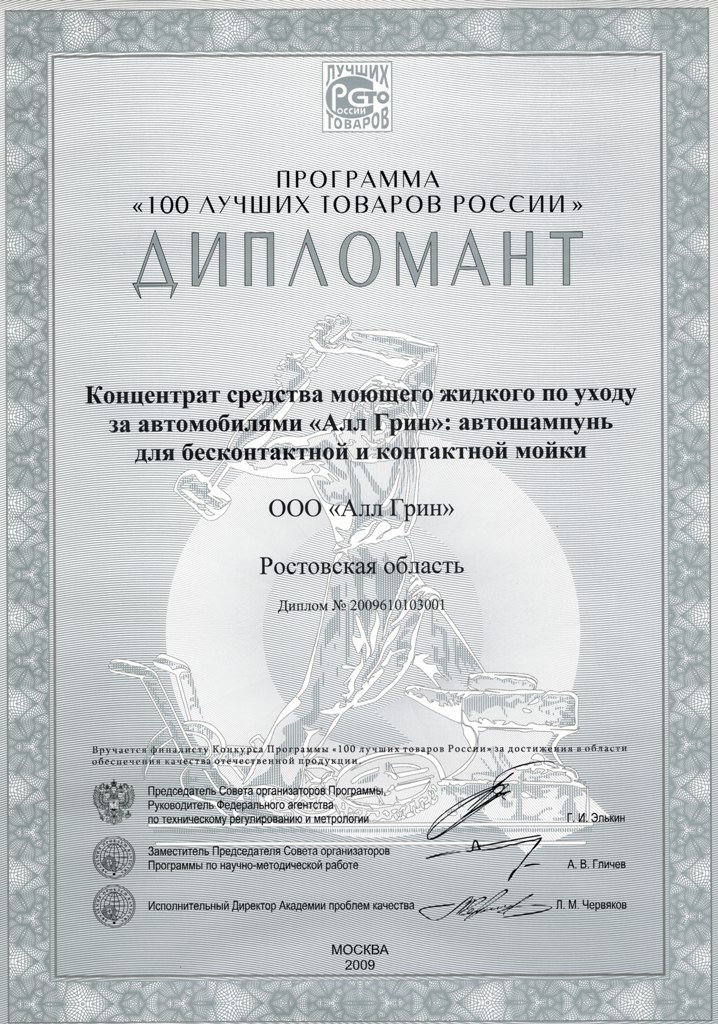 ЛУЧШИХ
СТО
РОССИИ
ТОВАРОВ
ПРОГРАММА
«100 ЛУЧШИХ ТОВАРОВ РОССИИ»
ДИПЛОМАНТ
Концентрат средства моющего жидкого по уходу
за автомобилями «Алл Грин»: автошампунь
для бесконтактной и контактной мойки
ООО «Алл Грин»
Ростовская область
Диплом № 2009610103001
Вручается финалисту Конкурса Программы «100 лучших товаров России» за достижения в области
обеспечения качества отечественной продукции.
Председатель Совета организаторов Программы,
Руководитель Федерального агентства
по техническому регулированию и метрологии
Г. И. Элькин
Заместитель Председателя Совета организаторов
Программы по научно-методической работе
А. В. Гличев
Исполнительный Директор Академии проблем качества
Л. М. Червяков
МОСКВА
2009